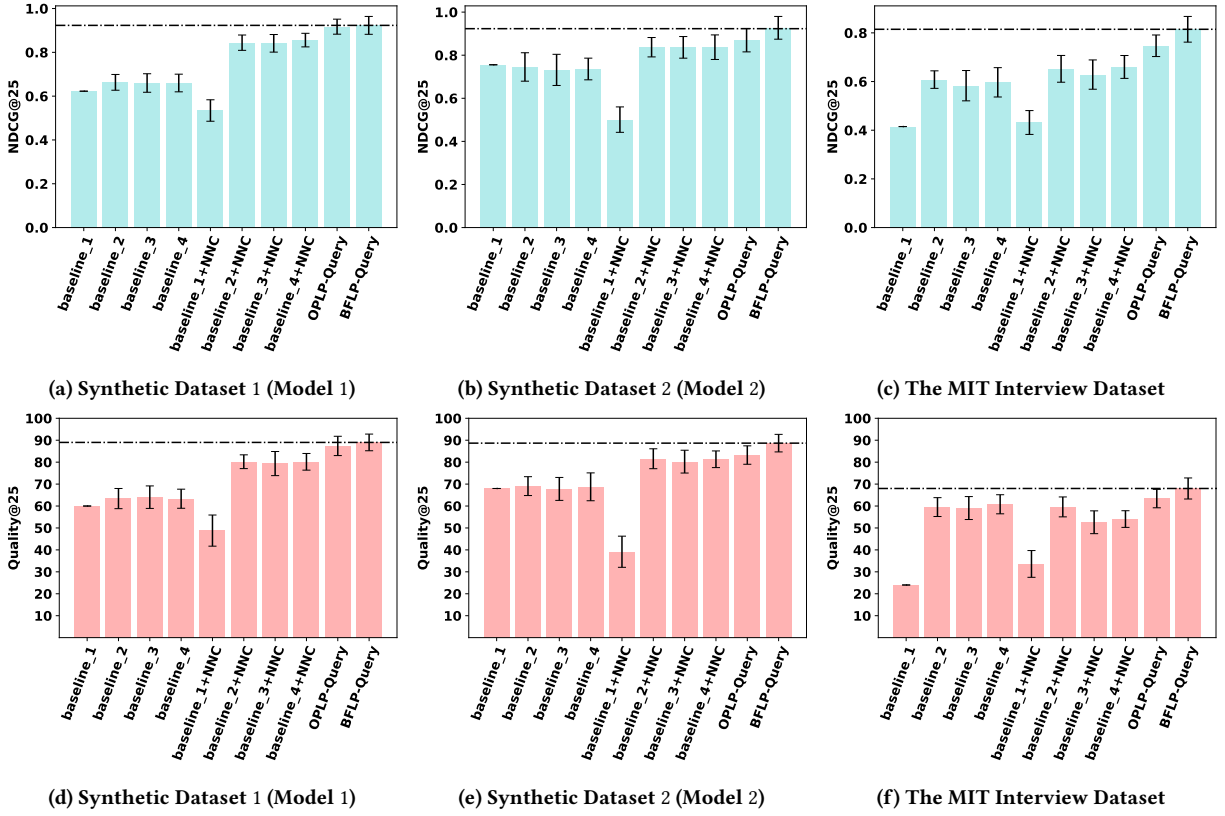 1.0
0.8
0.6
0.4
0.2
0.0
NDCG@25
baseline_1
baseline_2
baseline_3
baseline_4
baseline_1+NNC
baseline_2+NNC
baseline_3+NNC
baseline_4+NNC
OPLP-Query
BFLP-Query
(a) Synthetic Dataset 1 (Model 1)
1.0
0.8
0.6
0.4
0.2
0.0
NDCG@25
baseline_1
baseline_2
baseline_3
baseline_4
baseline_1+NNC
baseline_2+NNC
baseline_3+NNC
baseline_4+NNC
OPLP-Query
BFLP-Query
(b) Synthetic Dataset 2 (Model 2)
0.8
0.6
0.4
0.2
0.0
NDCG@25
baseline_1
baseline_2
baseline_3
baseline_4
baseline_1+NNC
baseline_2+NNC
baseline_3+NNC
baseline_4+NNC
OPLP-Query
BFLP-Query
(c) The MIT Interview Dataset
100
90
80
70
60
50
40
30
20
10
Quality@25
baseline_1
baseline_2
baseline_3
baseline_4
baseline_1+NNC
baseline_2+NNC
baseline_3+NNC
baseline_4+NNC
OPLP-Query
BFLP-Query
(d) Synthetic Dataset 1 (Model 1)
100
90
80
70
60
50
40
30
20
10
Quality@25
baseline_1
baseline_2
baseline_3
baseline_4
baseline_1+NNC
baseline_2+NNC
baseline_3+NNC
baseline_4+NNC
OPLP-Query
BFLP-Query
(e) Synthetic Dataset 2 (Model 2)
100
90
80
70
60
50
40
30
20
10
Quality@25
baseline_1
baseline_2
baseline_3
baseline_4
baseline_1+NNC
baseline_2+NNC
baseline_3+NNC
baseline_4+NNC
OPLP-Query
BFLP-Query
(f) The MIT Interview Dataset